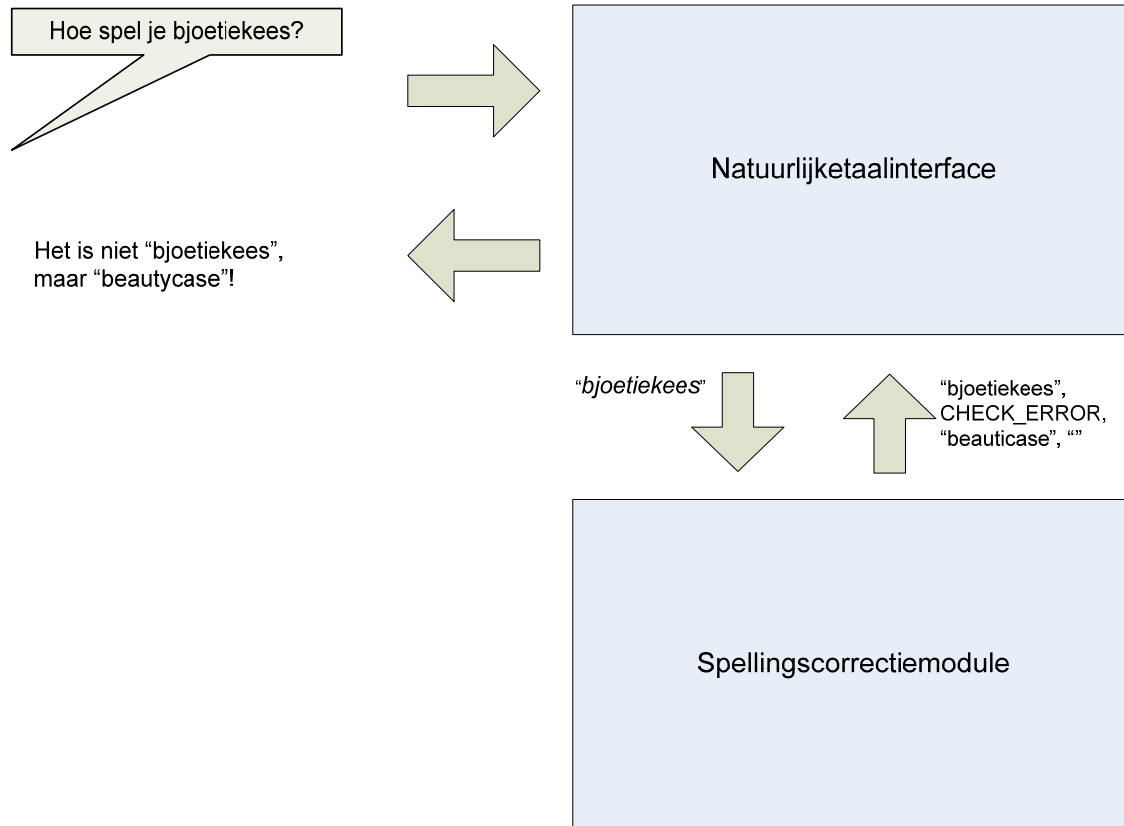 Hoe spel je bjoetiekees?
Natuurlijketaalinterface
Het is niet “bjoetiekees”,
maar “beautycase”!
“bjoetiekees”
“bjoetiekees”,
CHECK_ERROR,
“beauticase”, “”
Spellingscorrectiemodule